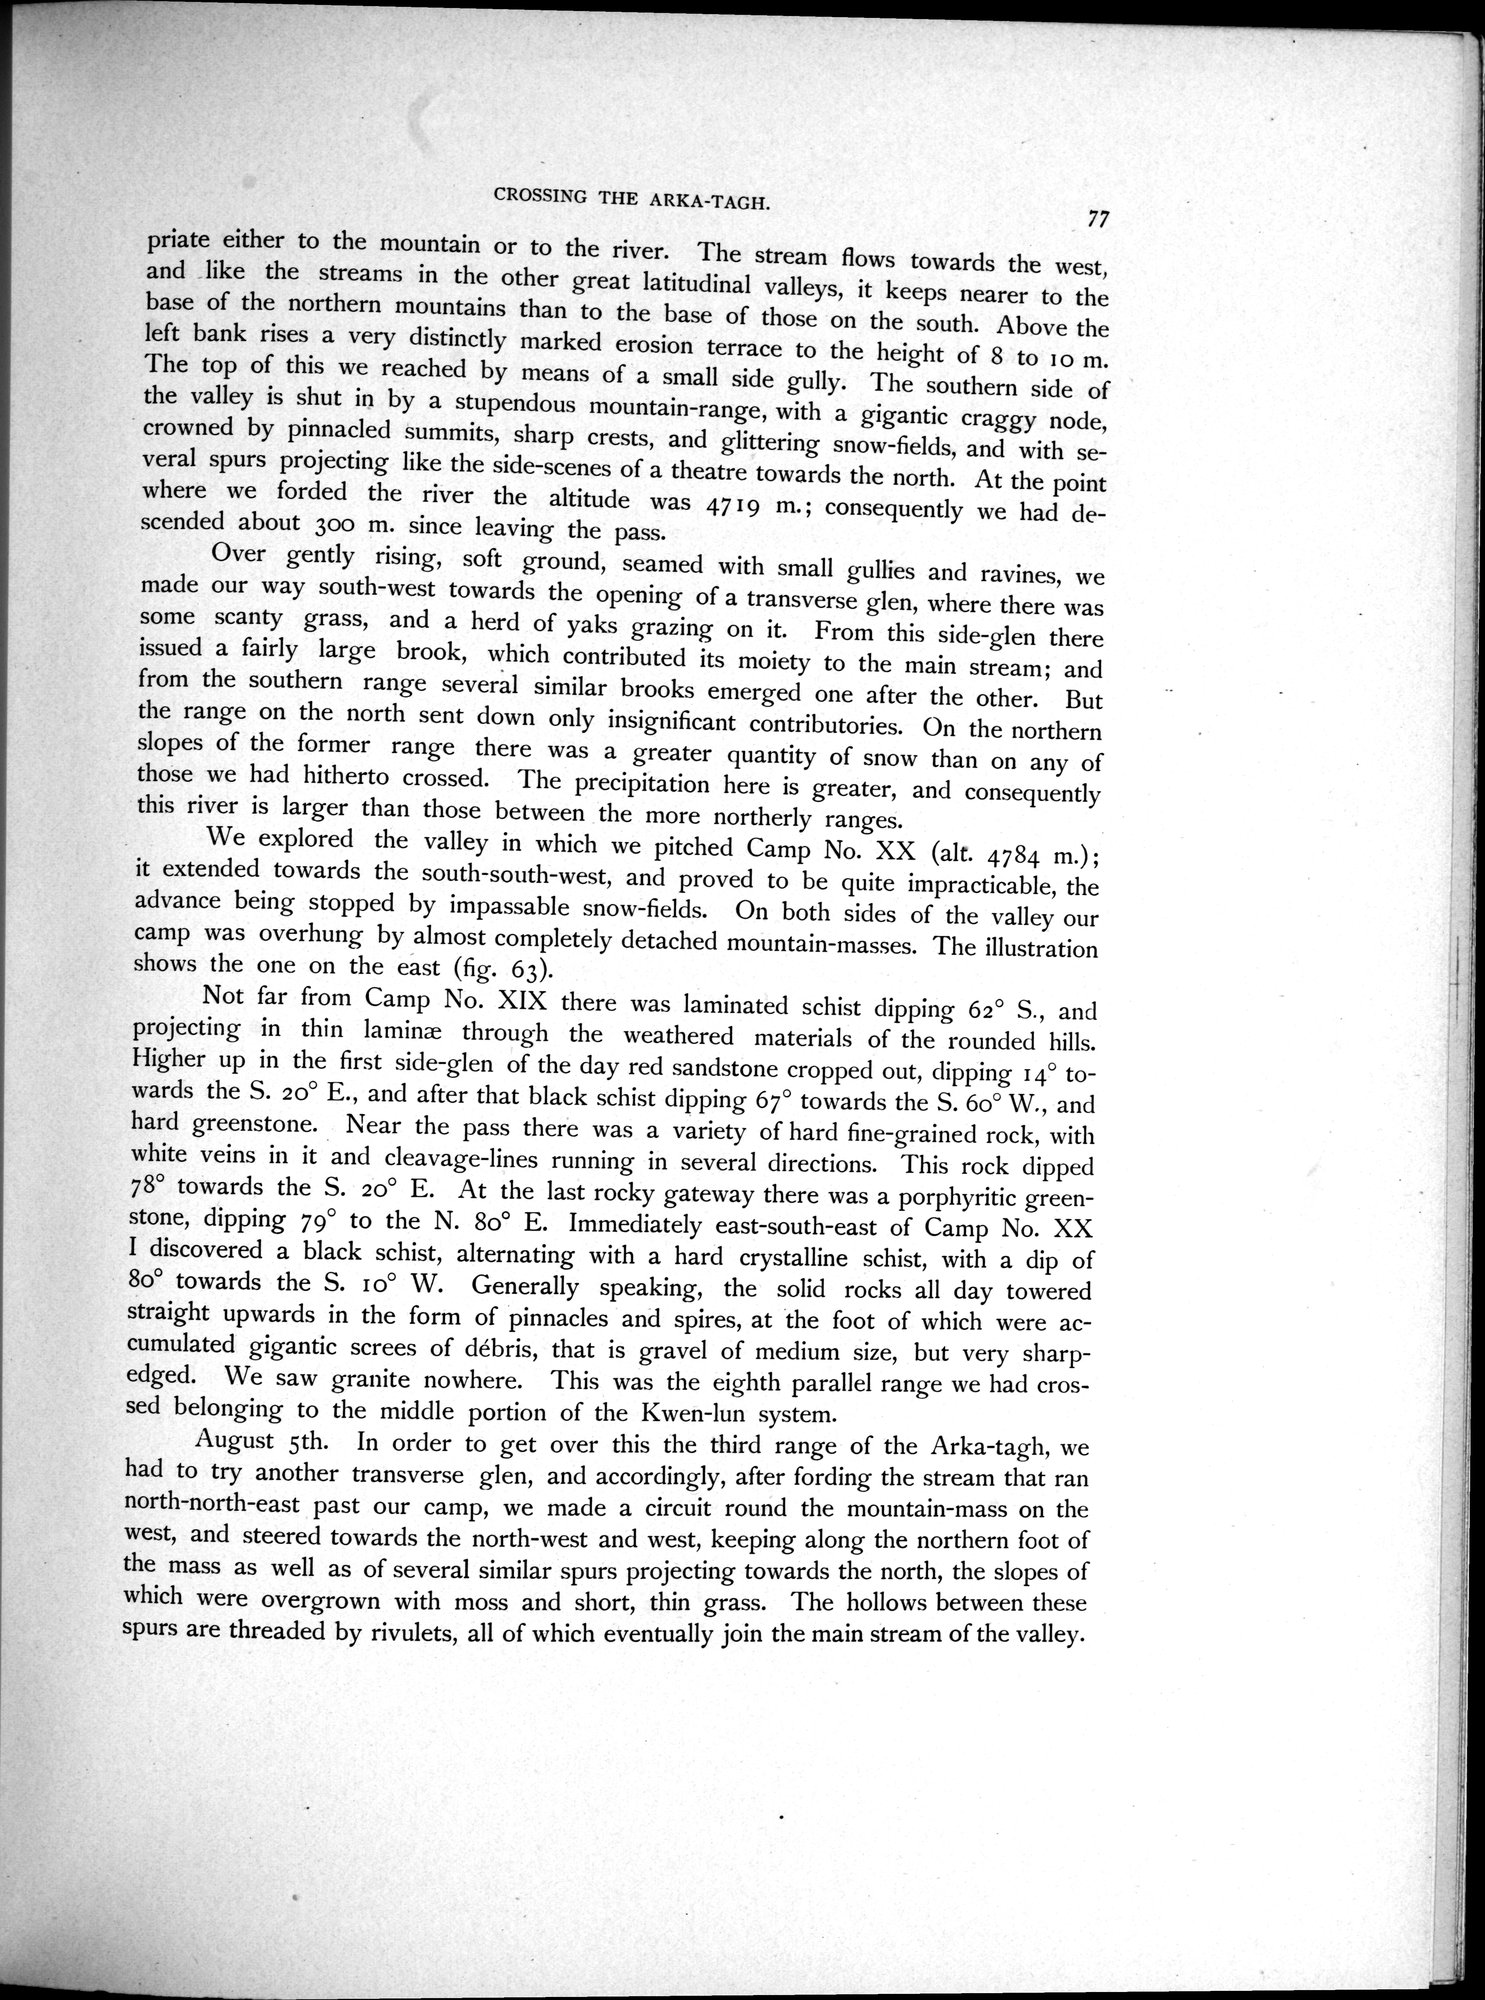 CROSSING THE ARKA-TAGH.
77
priate either to the mountain or to the river. The stream flows towards the west,
and like the streams in the other great latitudinal valleys, it keeps nearer to the
base of the northern mountains than to the base of those on the south. Above the
left bank rises a very distinctly marked erosion terrace to the height of 8 to 10 m.
The top of this we reached by means of a small side gully. The southern side of
the valley is shut in by a stupendous mountain-range, with a gigantic craggy node,
crowned by pinnacled summits, sharp crests, and glittering snow-fields, and with se-
veral spurs projecting like the side-scenes of a theatre towards the north. At the point
where we forded the river the altitude was 4719 m.; consequently we had de-
scended about 300 m. since leaving the pass.
Over gently rising, soft ground, seamed with small gullies and ravines, we
made our way south-west towards the opening of a transverse glen, where there was
some scanty grass, and a herd of yaks grazing on it. From this side-glen there
issued a fairly large brook, which contributed its moiety to the main stream; and
from the southern range several similar brooks emerged one after the other. But
the range on the north sent down only insignificant contributories. On the northern
slopes of the former range there was a greater quantity of snow than on any of
those we had hitherto crossed. The precipitation here is greater, and consequently
this river is larger than those between the more northerly ranges.
We explored the valley in which we pitched Camp No. XX (alt. 4784 m.);
it extended towards the south-south-west, and proved to be quite impracticable, the
advance being stopped by impassable snow-fields. On both sides of the valley our
camp was overhung by almost completely detached mountain-masses. The illustration
shows the one on the east (fig. 63).
Not far from Camp No. XIX there was laminated schist dipping 62° S., and
projecting in thin laminæ through the weathered materials of the rounded hills.
Higher up in the first side-glen of the day red sandstone cropped out, dipping 14° to-
wards the S. 20° E., and after that black schist dipping 67° towards the S. 60° W., and
hard greenstone. Near the pass there was a variety of hard fine-grained rock, with
white veins in it and cleavage-lines running in several directions. This rock dipped
78° towards the S. 20° E. At the last rocky gateway there was a porphyritic green-
stone, dipping 79° to the N. 80° E. Immediately east-south-east of Camp No. XX
I discovered a black schist, alternating with a hard crystalline schist, with a dip of
80° towards the S. 10° W. Generally speaking, the solid rocks all day towered
straight upwards in the form of pinnacles and spires, at the foot of which were ac-
cumulated gigantic screes of débris, that is gravel of medium size, but very sharp-
edged. We saw granite nowhere. This was the eighth parallel range we had cros-
sed belonging to the middle portion of the Kwen-lun system.
August 5th. In order to get over this the third range of the Arka-tagh, we
had to try another transverse glen, and accordingly, after fording the stream that ran
north-north-east past our camp, we made a circuit round the mountain-mass on the
west, and steered towards the north-west and west, keeping along the northern foot of
the mass as well as of several similar spurs projecting towards the north, the slopes of
which were overgrown with moss and short, thin grass. The hollows between these
spurs are threaded by rivulets, all of which eventually join the main stream of the valley.